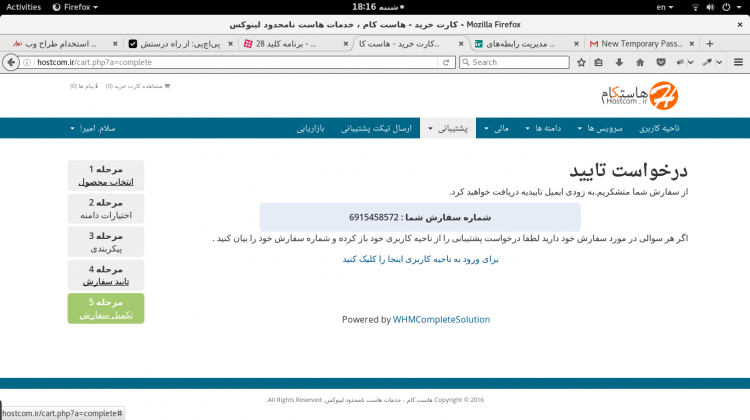 Activities Firefox شنبه 18:16 en
کارت خرید - هاست کام ، خدمات هاست نامحدود لینوکس - Mozilla Firefox
استخدام طراح وب ...
پی‌اچ‌پی: از راه درستش
برنامه کلید 28 - ...
کارت خرید - هاست کا...
مدیریت رابطه‌های ...
New Temporary Pass...
hostcom.ir/cart.php?a=complete
Search
مشاهده کارت خرید (0) پیام ها (0)
هاستکام
Hostcom.ir
ناحیه کاربری سرویس ها دامنه ها مالی پشتیبانی ارسال تیکت پشتیبانی بازاریابی سلام, امیرا
درخواست تایید
از سفارش شما متشکریم.به زودی ایمیل تاییدیه دریافت خواهید کرد.
شماره سفارش شما : 6915458572
اگر هر سوالی در مورد سفارش خود دارید لطفا درخواست پشتیبانی را از ناحیه کاربری خود باز کرده و شماره سفارش خود را بیان کنید .
برای ورود به ناحیه کاربری اینجا را کلیک کنید
مرحله 1
انتخاب محصول
مرحله 2
اختیارات دامنه
مرحله 3
پیکربندی
مرحله 4
تایید سفارش
مرحله 5
تکمیل سفارش
Powered by WHMCompleteSolution
Copyright © 2016 هاست کام ، خدمات هاست نامحدود لینوکس. All Rights Reserved.
hostcom.ir/cart.php?a=complete#